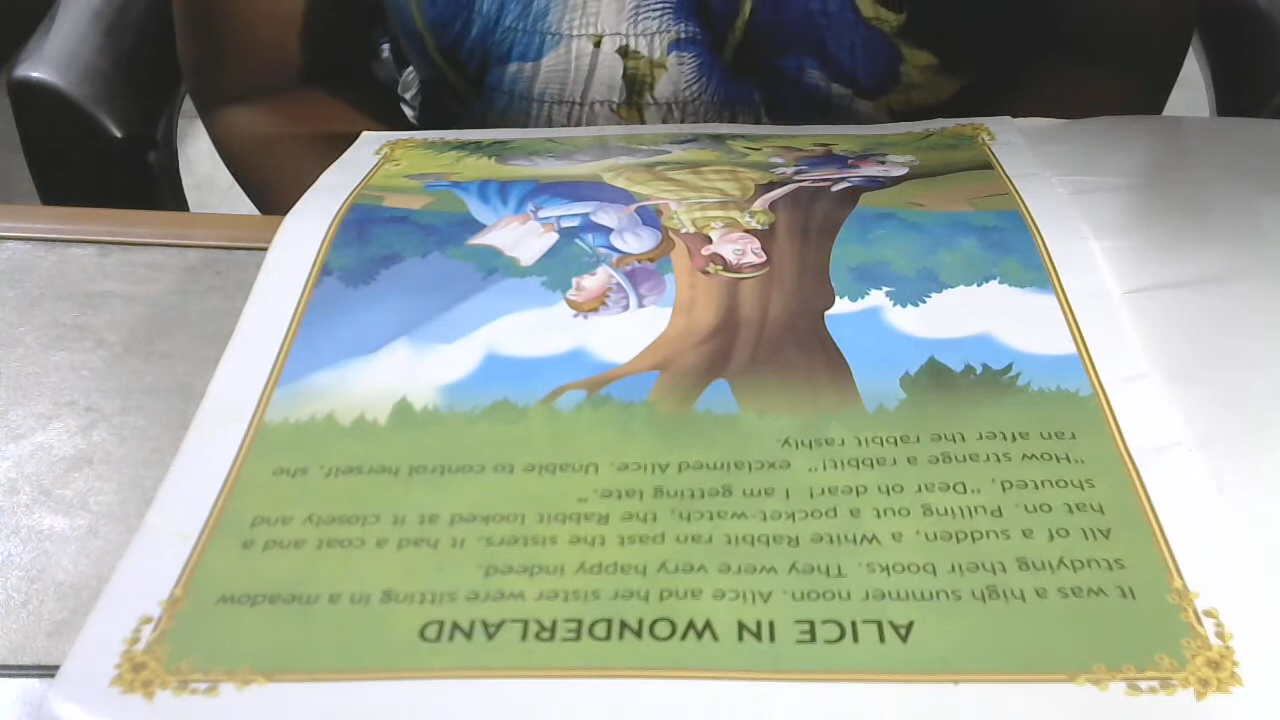 ALICE IN WONDERLAND
It was a high summer noon. Alice and her sister were sitting in a meadow
studying their books. They were very happy indeed.
All of a sudden, a White Rabbit ran past the sisters. It had a coat and a
hat on. Pulling out a pocket-watch, the Rabbit looked at it closely and
shouted, "Dear oh dear! I am getting late."
"How strange a rabbit!" exclaimed Alice. Unable to control herself, she
ran after the rabbit rashly.